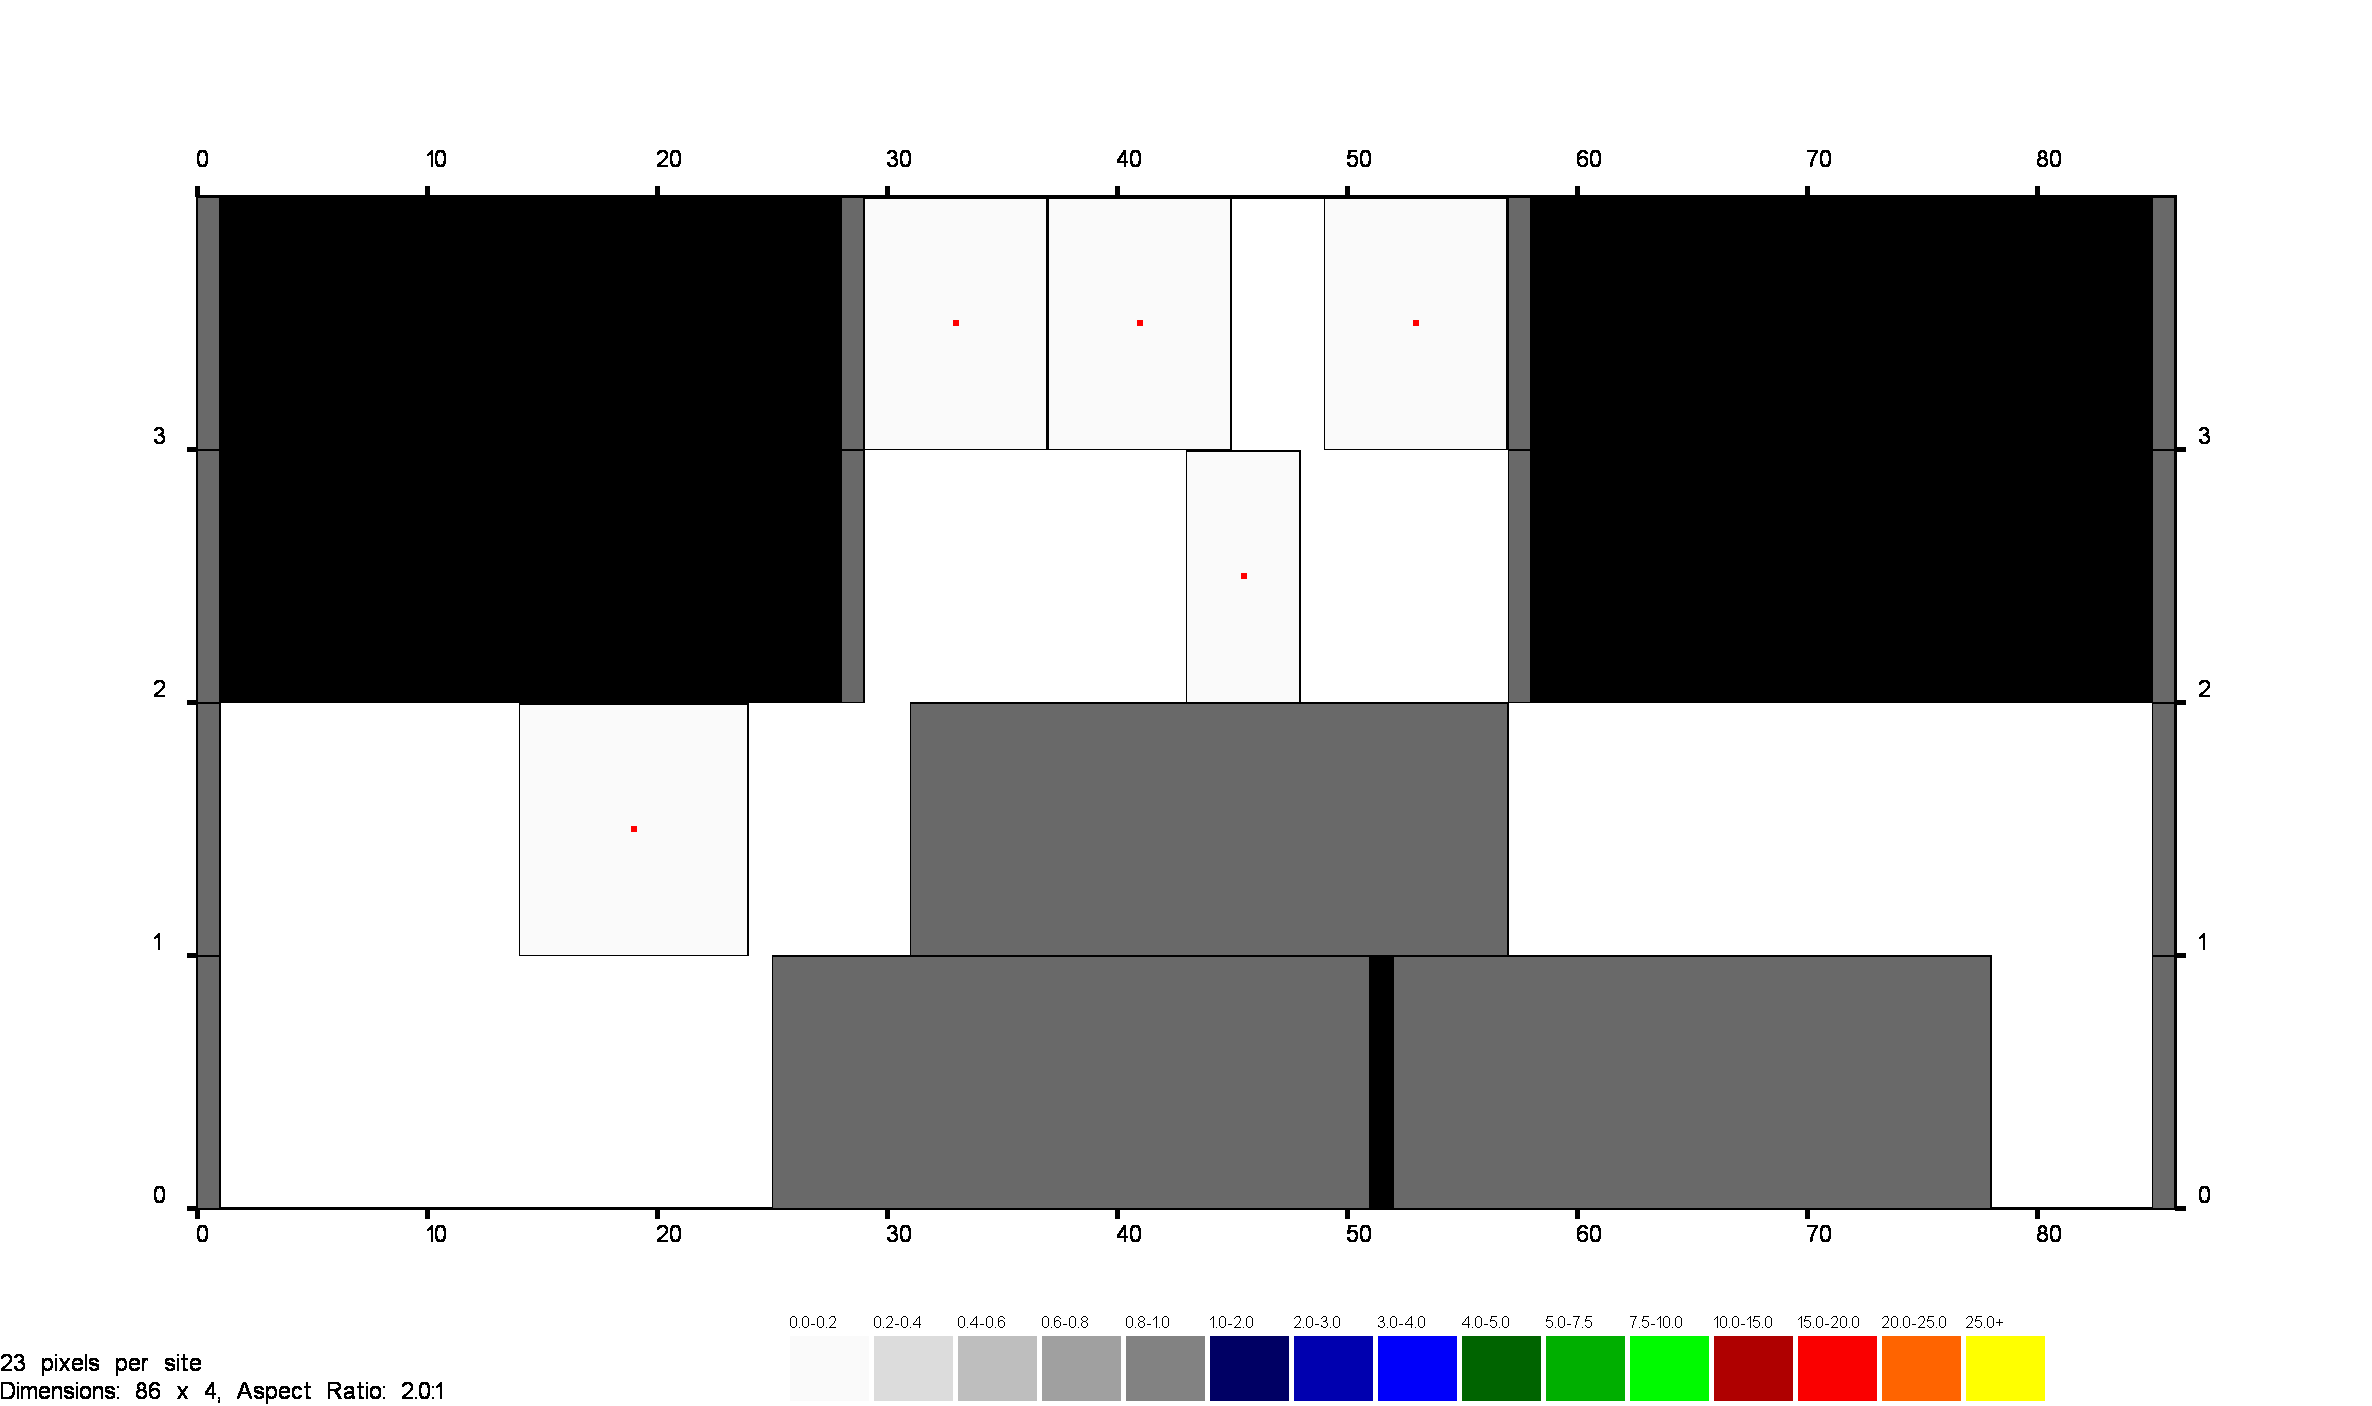 0 10 20 30 40 50 60 70 80
3 3
2 2
1 1
0 0
0 10 20 30 40 50 60 70 80
0.0-0.2 0.2-0.4 0.4-0.6 0.6-0.8 0.8-1.0 1.0-2.0 2.0-3.0 3.0-4.0 4.0-5.0 5.0-7.5 7.5-10.0 10.0-15.0 15.0-20.0 20.0-25.0 25.0+
23 pixels per site
Dimensions: 86 x 4, Aspect Ratio: 2.0:1